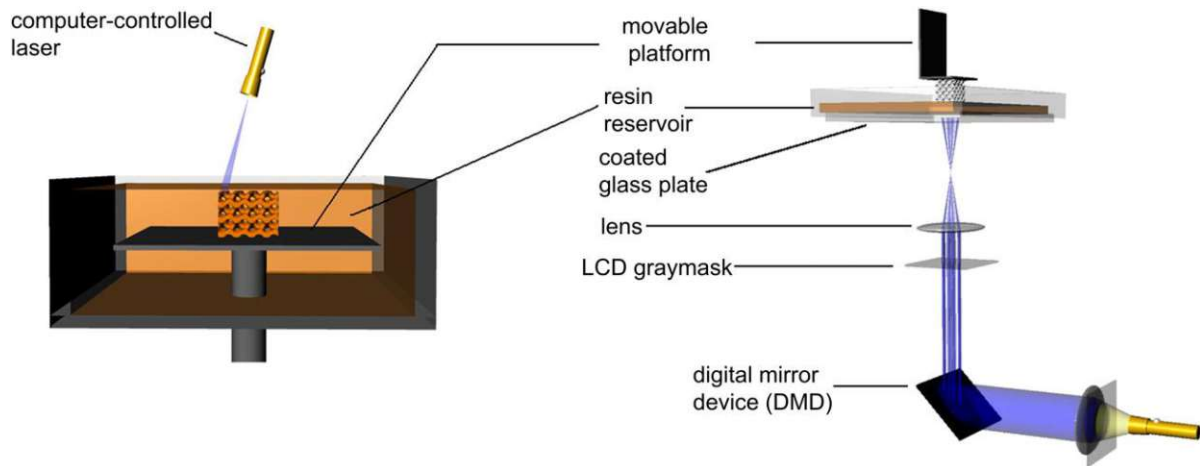 computer-controlled
laser
movable
platform
resin
reservoir
coated
glass plate
lens
LCD graymask
digital mirror
device (DMD)